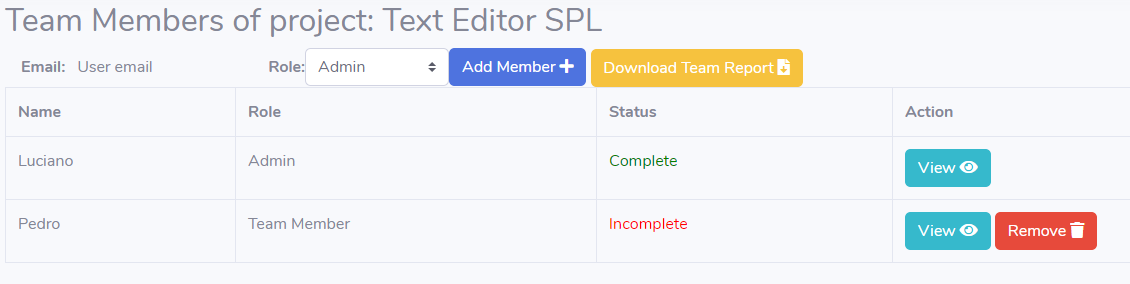 Team Members of project: Text Editor SPL
Email: User email Role: Admin Add Member Download Team Report
Name Role Status Action
Luciano Admin Complete View
Pedro Team Member Incomplete View Remove